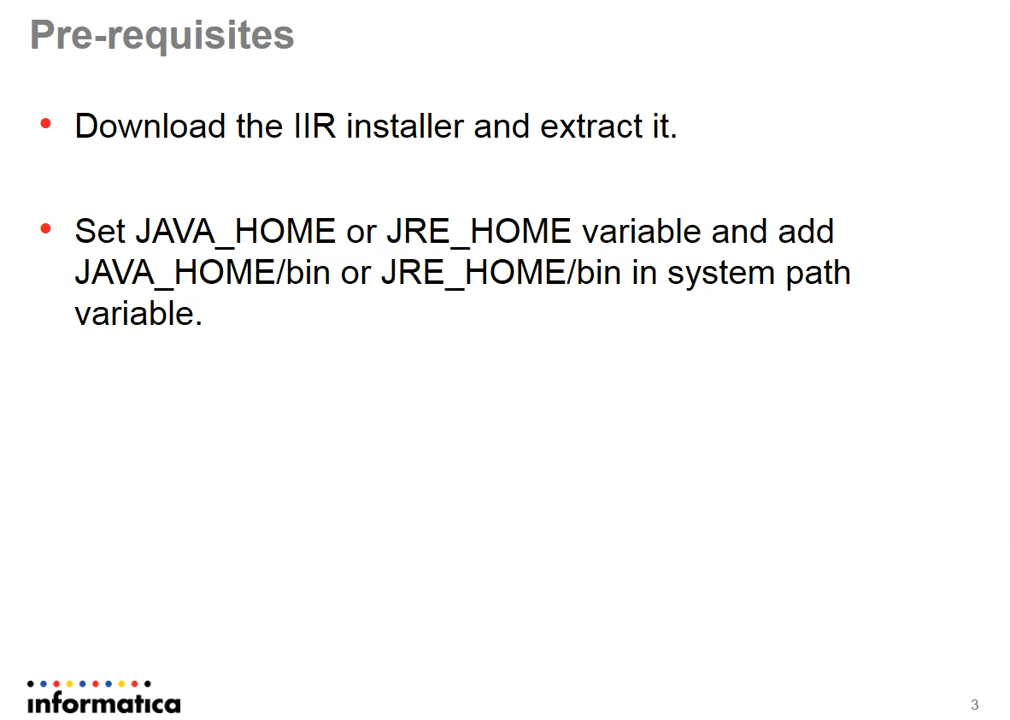 Pre-requisites
• Download the IIR installer and extract it.
• Set JAVA_HOME or JRE_HOME variable and add
JAVA_HOME/bin or JRE_HOME/bin in system path
variable.
informatica
3